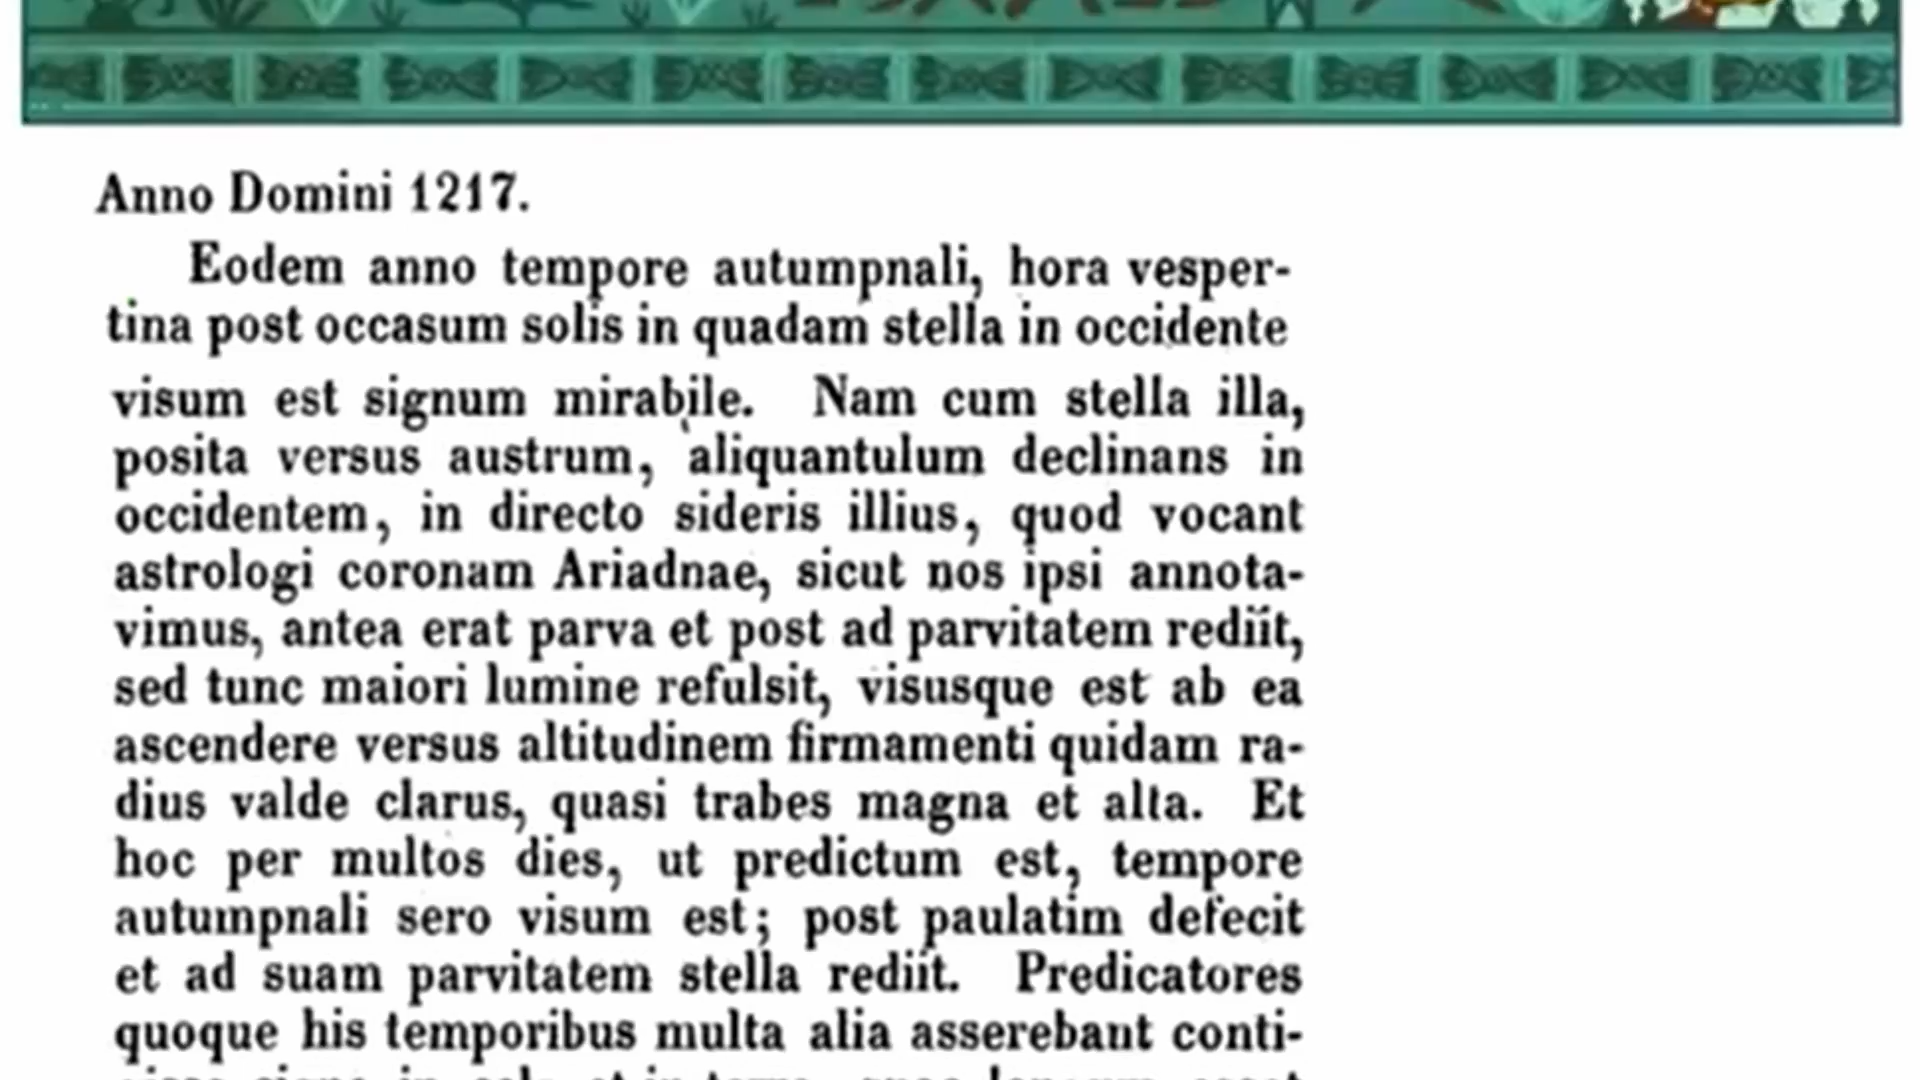 Anno Domini 1217.
Eodem anno tempore autumpnali, hora vesper-
tina post occasum solis in quadam stella in occidente
visum est signum mirabile. Nam cum stella illa,
posita versus austrum, aliquantulum declinans in
occidentem, in directo sideris illius, quod vocant
astrologi coronam Ariadnae, sicut nos ipsi annota-
vimus, antea erat parva et post ad parvitatem rediit,
sed tunc maiori lumine refulsit, visusque est ab ea
ascendere versus altitudinem firmamenti quidam ra-
dius valde clarus, quasi trabes magna et alta. Et
hoc per multos dies, ut predictum est, tempore
autumpnali sero visum est; post paulatim defecit
et ad suam parvitatem stella rediit. Predicatores
quoque his temporibus multa alia asserebant conti-